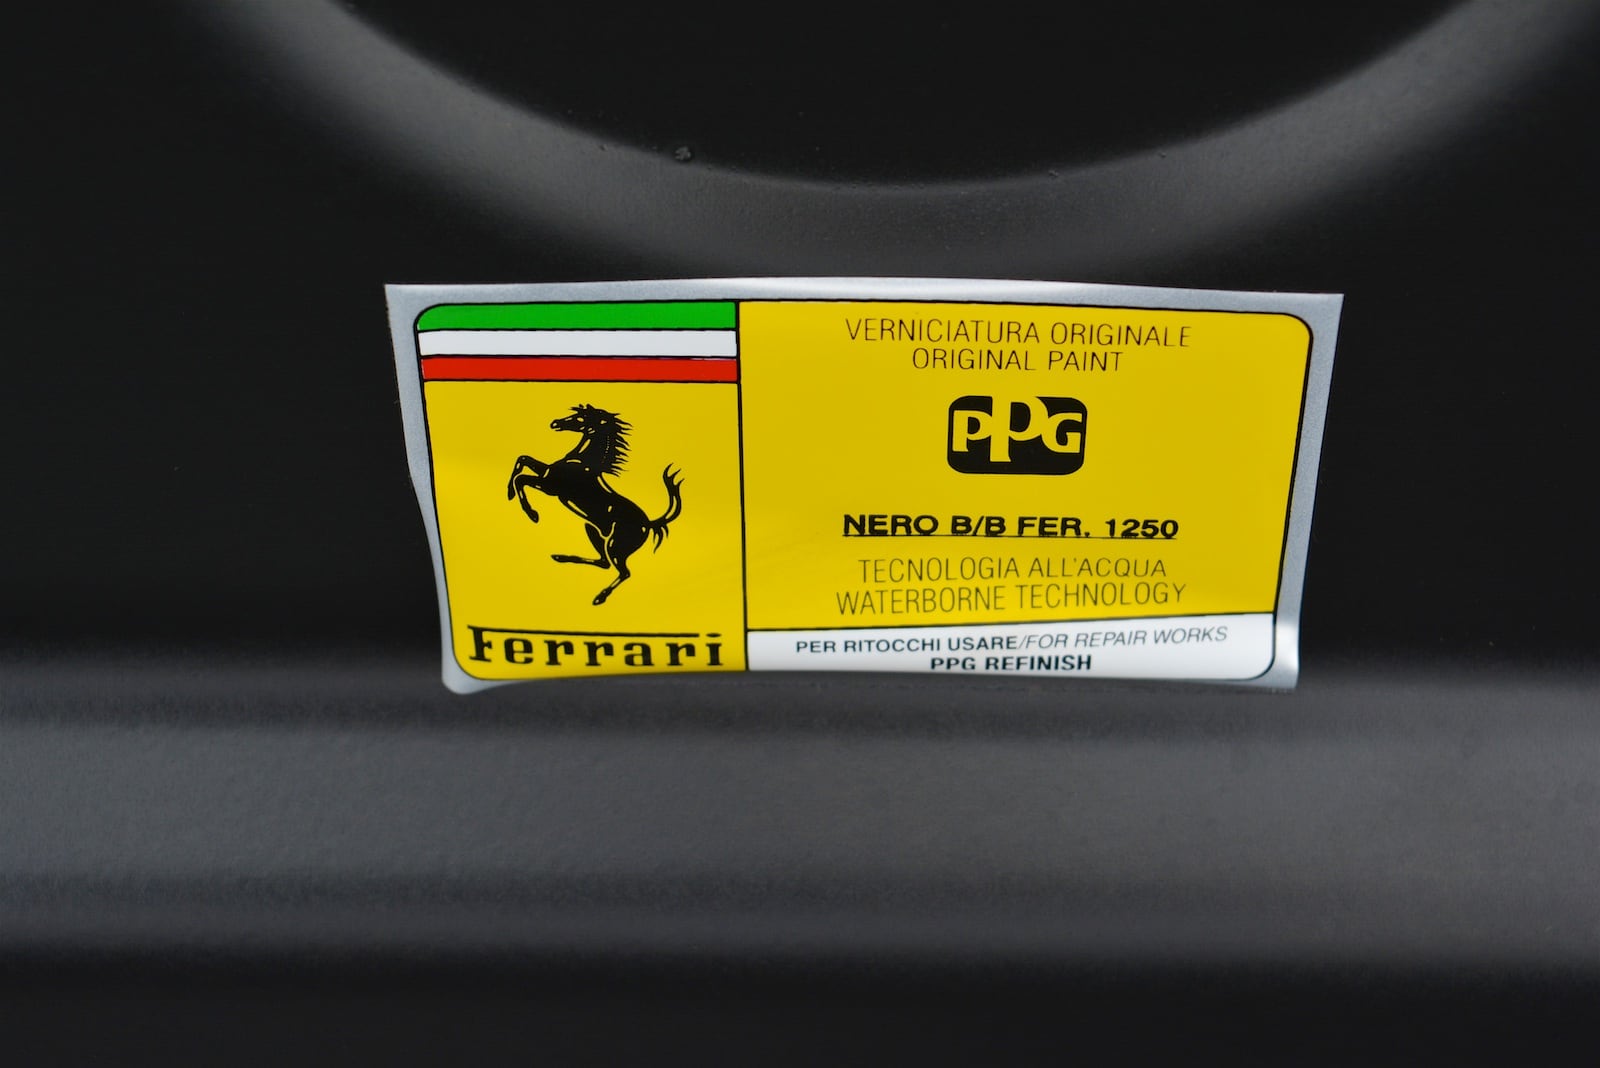 VERNICIATURA ORIGINALE
ORIGINAL PAINT
PPG
NERO B/B FER. 1250
TECNOLOGIA ALL'ACQUA
WATERBORNE TECHNOLOGY
PER RITOCCHI USARE/FOR REPAIR WORKS
PPG REFINISH
Ferrari